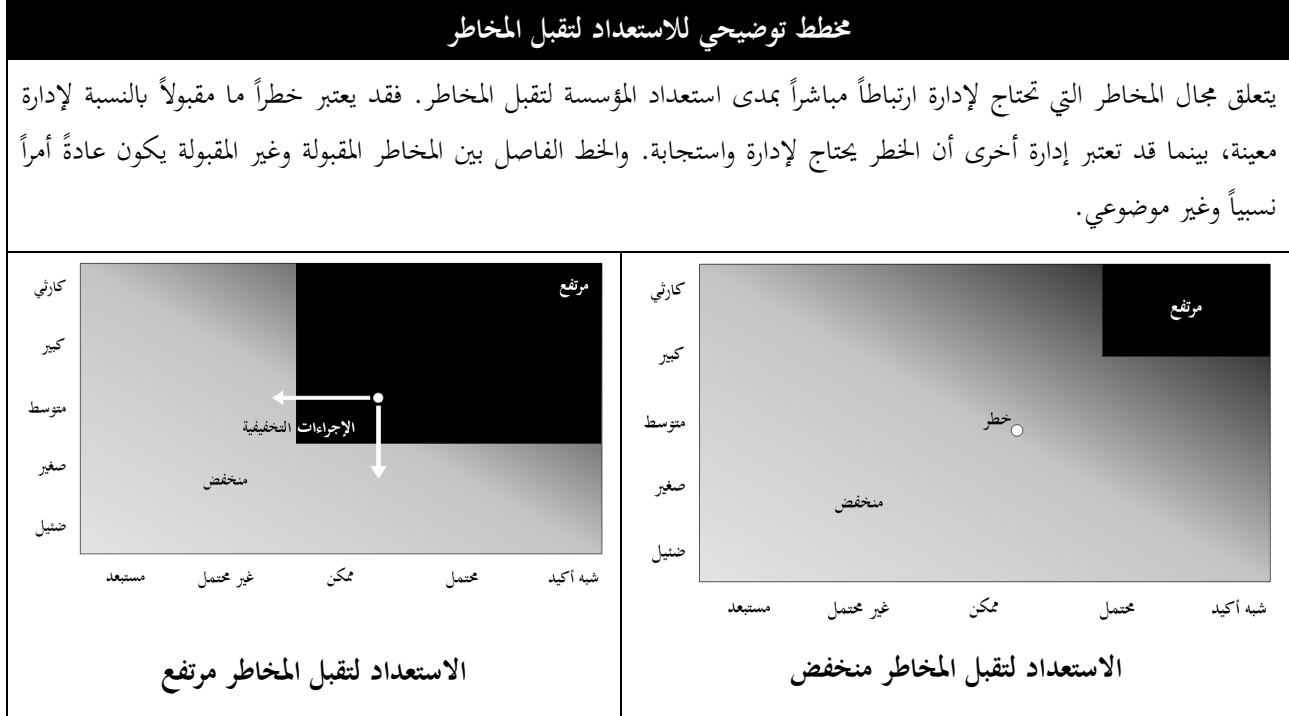 مخطط توضيحي للاستعداد لتقبل المخاطر
يتعلق مجال المخاطر التي تحتاج لإدارة ارتباطاً مباشراً بمدى استعداد المؤسسة لتقبل المخاطر. فقد يعتبر خطراً ما مقبولاً بالنسبة لإدارة
معينة، بينما قد تعتبر إدارة أخرى أن الخطر يحتاج لإدارة واستجابة. والخط الفاصل بين المخاطر المقبولة وغير المقبولة يكون عادةً أمراً
نسبياً وغير موضوعي.
كارثي
كبير
متوسط
صغير
ضئيل
مرتفع
خطر
منخفض
مستبعد
غير محتمل
ممكن
محتمل
شبه أكيد
الاستعداد لتقبل المخاطر منخفض
كارثي
كبير
متوسط
صغير
ضئيل
مرتفع
الإجراءات التخفيفية
منخفض
مستبعد
غير محتمل
ممكن
محتمل
شبه أكيد
الاستعداد لتقبل المخاطر مرتفع